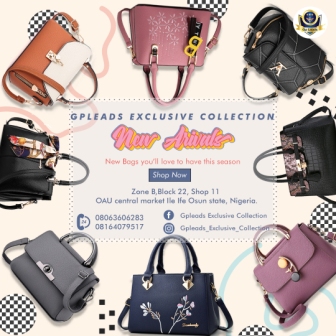 GPLEADS EXCLUSIVE COLLECTION
New Arivals
New Bags you'll love to have this season
Shop Now
Zone B,Block 22, Shop 11
OAU central market Ile Ife Osun state, Nigeria.
08063606283
08164079517
Gpleads Exclusive Collection
Gpleads_Exclusive_Collection